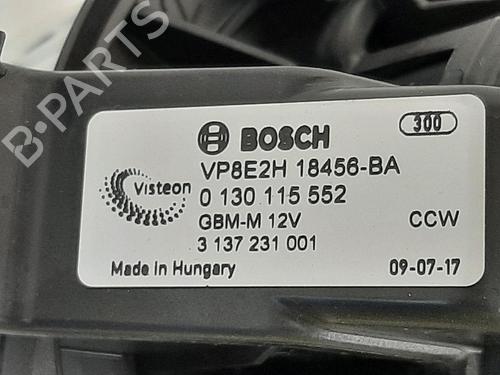 B-PARTS
300
BOSCH
VP8E2H 18456-BA
Visteon
0 130 115 552
GBM-M 12V CCW
3 137 231 001
Made in Hungary 09-07-17